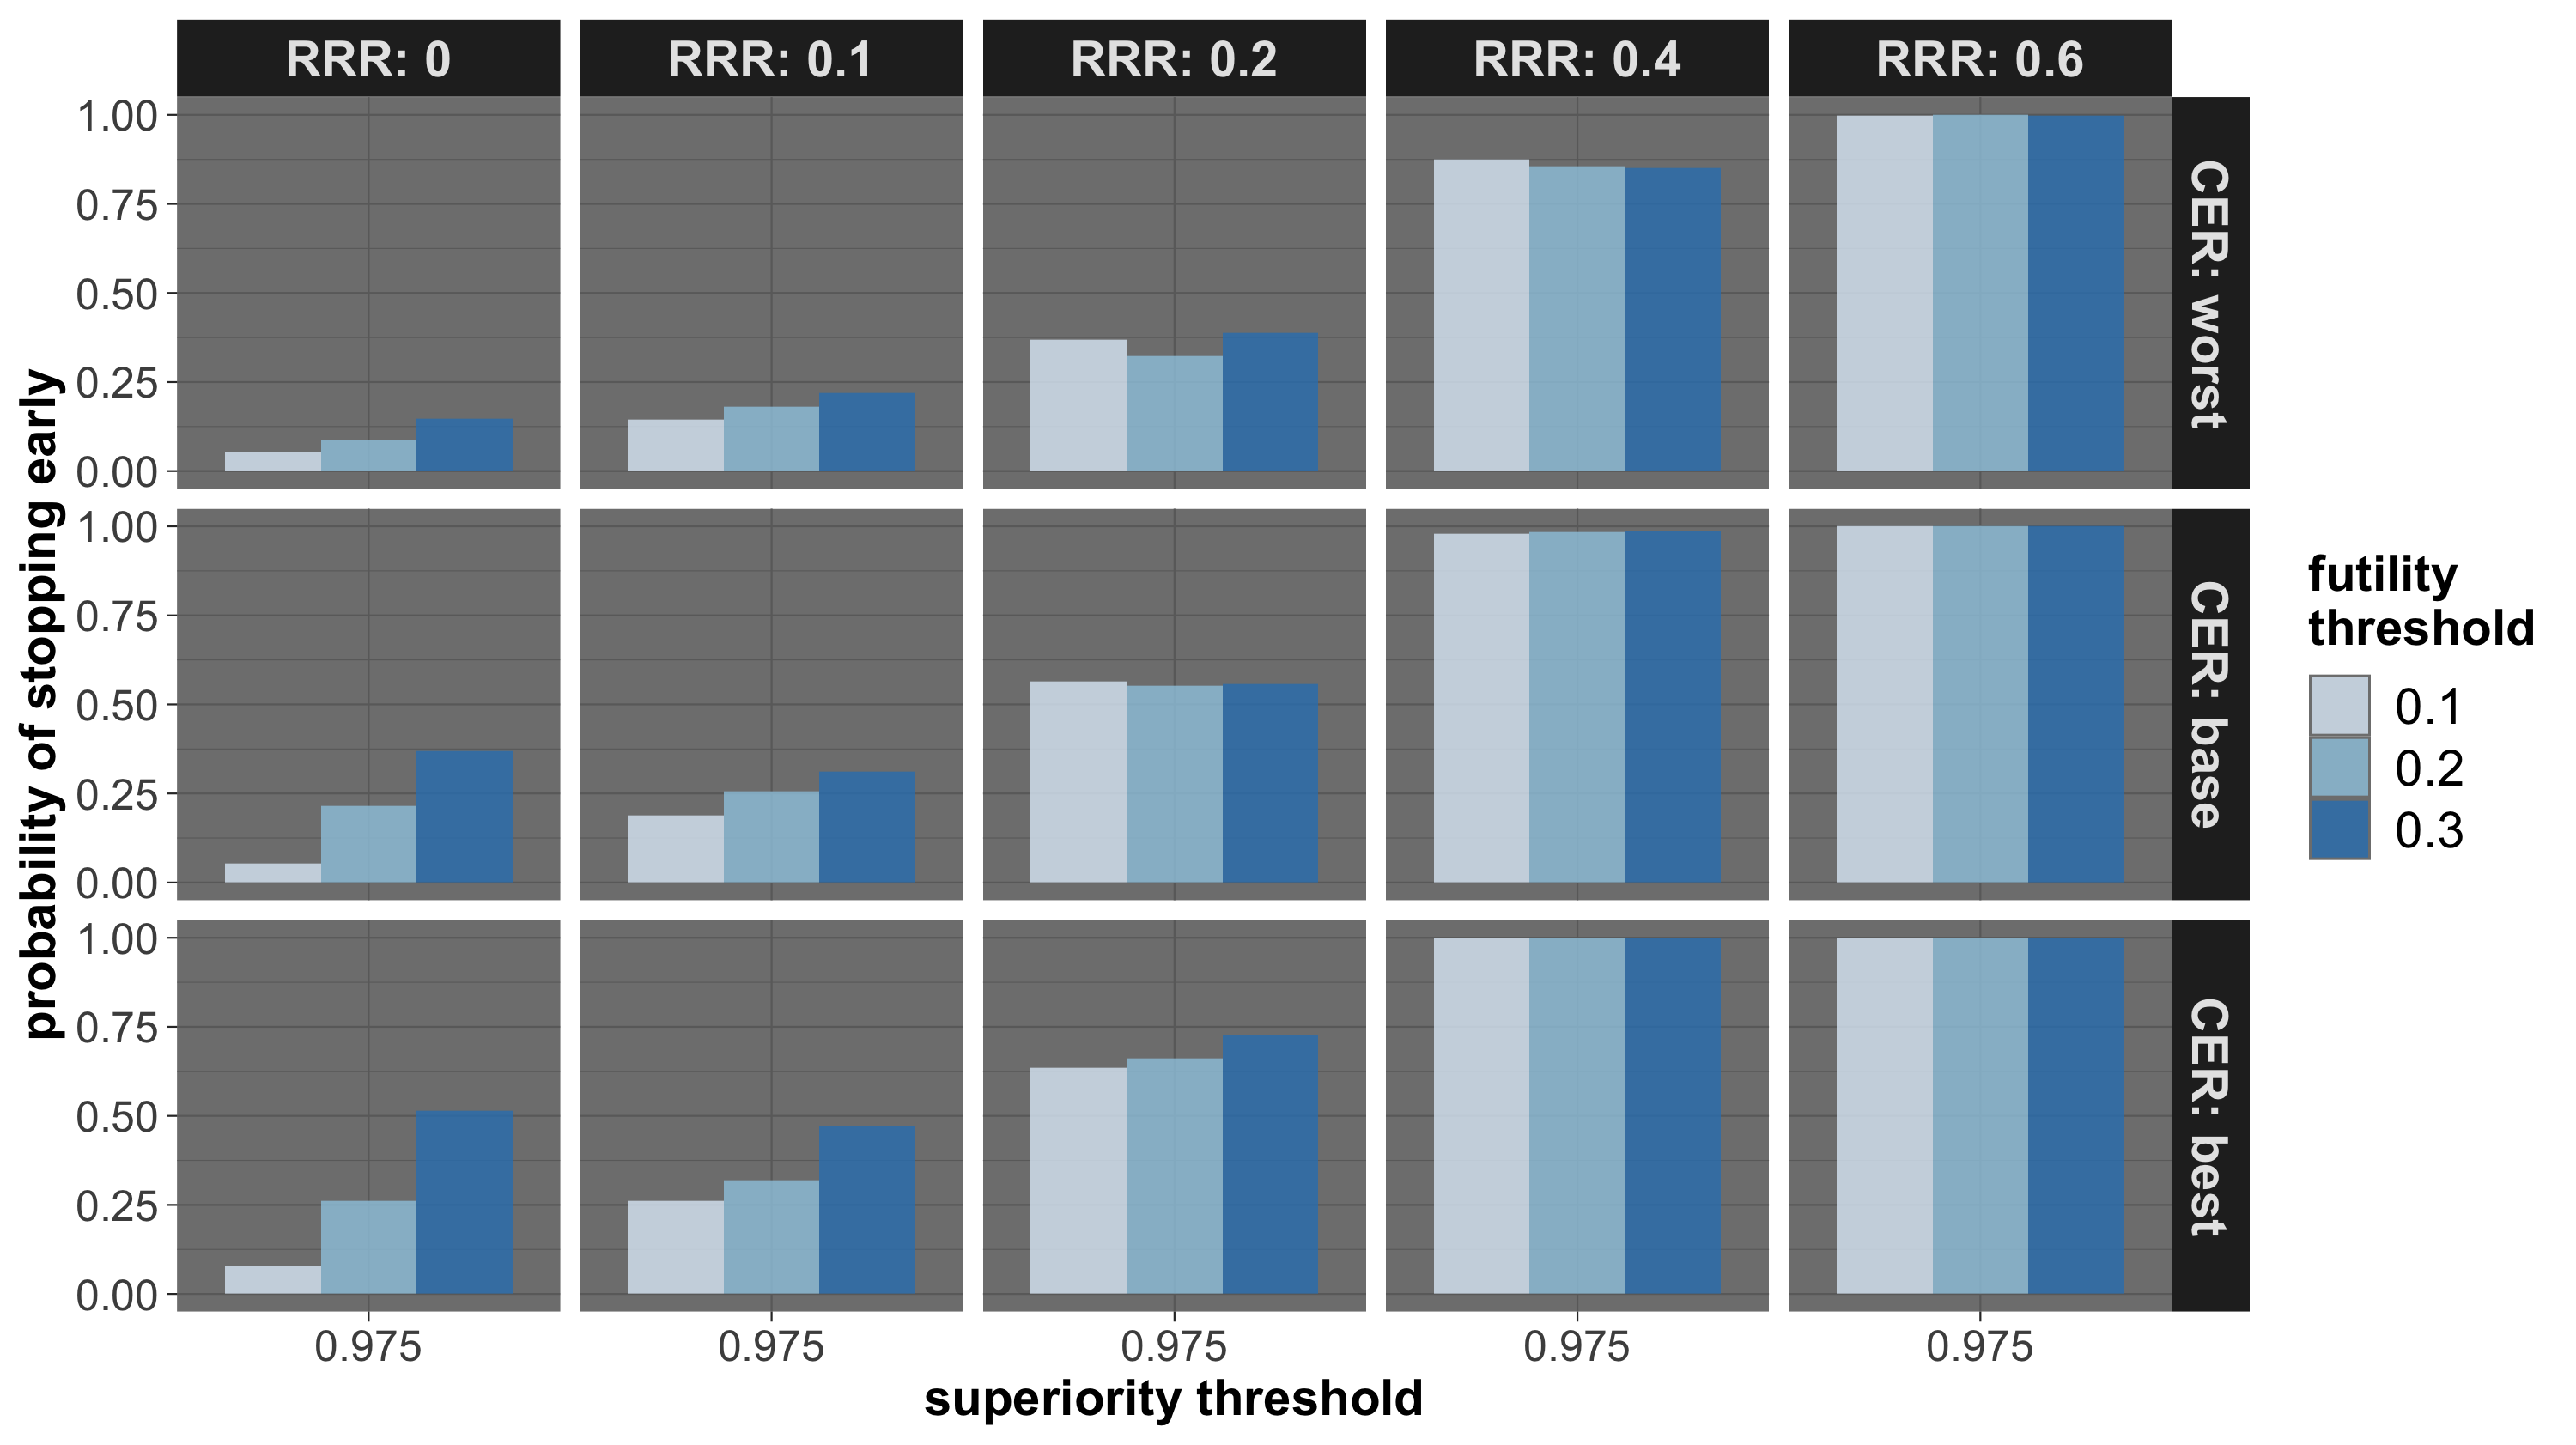 RRR: 0
RRR: 0.1
RRR: 0.2
RRR: 0.4
RRR: 0.6
probability of stopping early
1.00
0.75
0.50
0.25
0.00
CER: worst
1.00
0.75
0.50
0.25
0.00
CER: base
1.00
0.75
0.50
0.25
0.00
CER: best
0.975
0.975
0.975
0.975
0.975
superiority threshold
futility
threshold
0.1
0.2
0.3